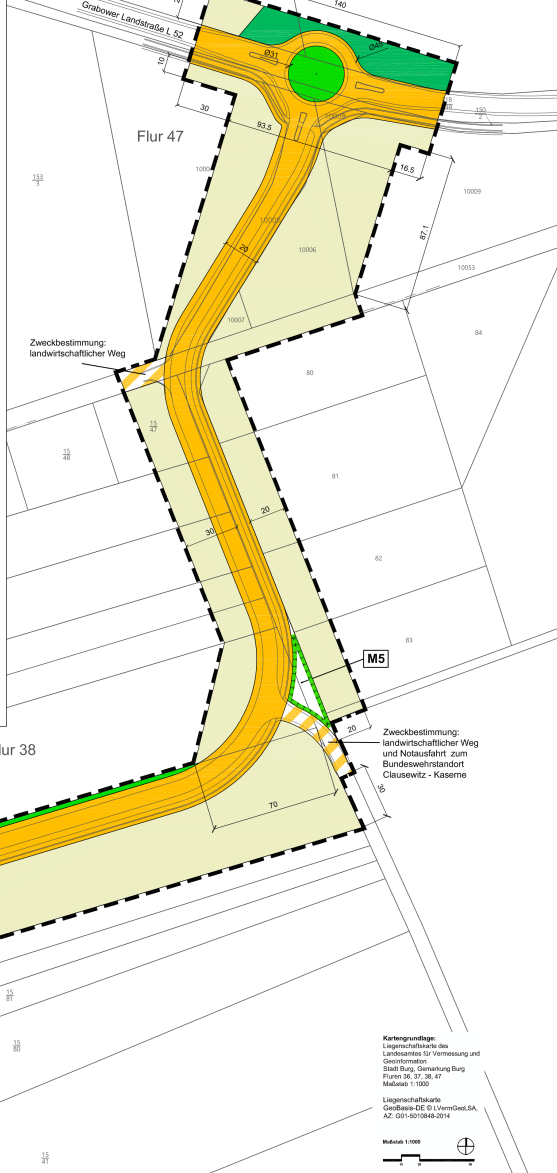 140
Grabower Landstraße L 52
Ø31
Ø48
10
30
93.5
10008
150
2
Flur 47
16.5
153
3
10009
87.1
20
10006
10053
10007
84
Zweckbestimmung:
landwirtschaftlicher Weg
80
15
47
15
48
81
20
30
82
83
M5
20
Zweckbestimmung:
landwirtschaftlicher Weg
und Notausfahrt zum
Bundeswehrstandort
Clausewitz - Kaserne
lur 38
30
70
15
81
15
80
Kartengrundlage:
Liegenschaftskarte des
Landesamtes für Vermessung und
Geoinformation
Stadt Burg, Gemarkung Burg
Fluren 36, 37, 38, 47
Maßstab 1:1000
Liegenschaftskarte
GeoBasis-DE © LVermGeoLSA,
AZ: G01-5010848-2014
Maßstab 1:1000
15
41